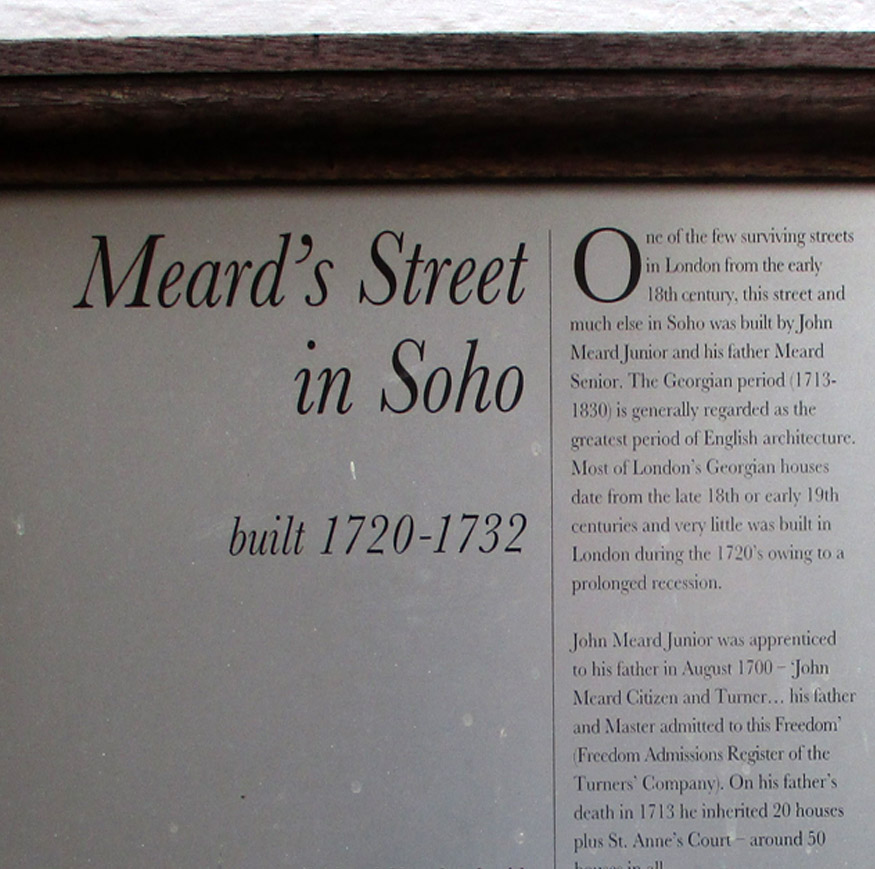 Meard's Street
in Soho
built 1720-1732
One of the few surviving streets
in London from the early
18th century, this street and
much else in Soho was built by John
Meard Junior and his father Meard
Senior. The Georgian period (1713-
1830) is generally regarded as the
greatest period of English architecture.
Most of London's Georgian houses
date from the late 18th or early 19th
centuries and very little was built in
London during the 1720's owing to a
prolonged recession.
John Meard Junior was apprenticed
to his father in August 1700 – 'John
Meard Citizen and Turner… his father
and Master admitted to this Freedom'
(Freedom Admissions Register of the
Turners' Company). On his father's
death in 1713 he inherited 20 houses
plus St. Anne's Court – around 50
houses in all